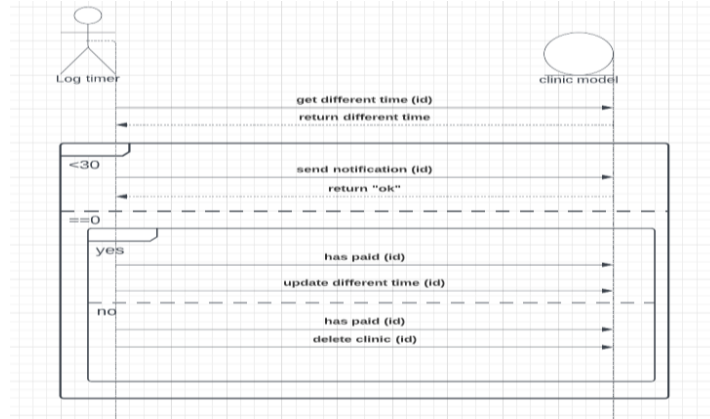 Log timer
clinic model
get different time (id)
return different time
<30
send notification (id)
return "ok"
==0
yes
has paid (id)
update different time (id)
no
has paid (id)
delete clinic (id)